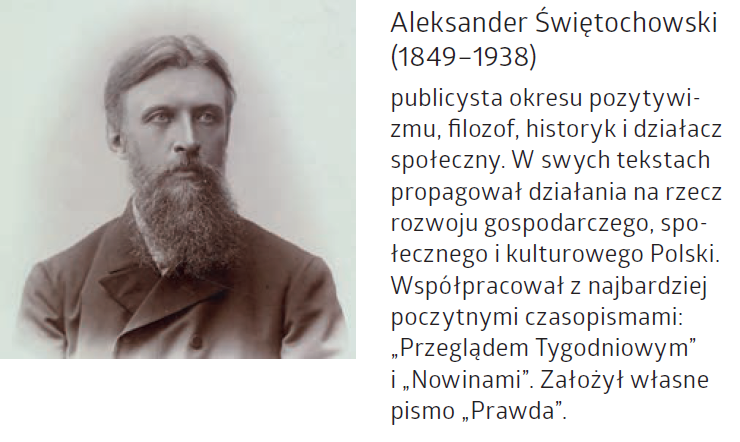 Aleksander Świętochowski
(1849–1938)
publicysta okresu pozytywi-
zmu, filozof, historyk i działacz
społeczny. W swych tekstach
propagował działania na rzecz
rozwoju gospodarczego, spo-
łecznego i kulturowego Polski.
Współpracował z najbardziej
poczytnymi czasopismami:
„Przeglądem Tygodniowym”
i „Nowinami”. Założył własne
pismo „Prawda”.